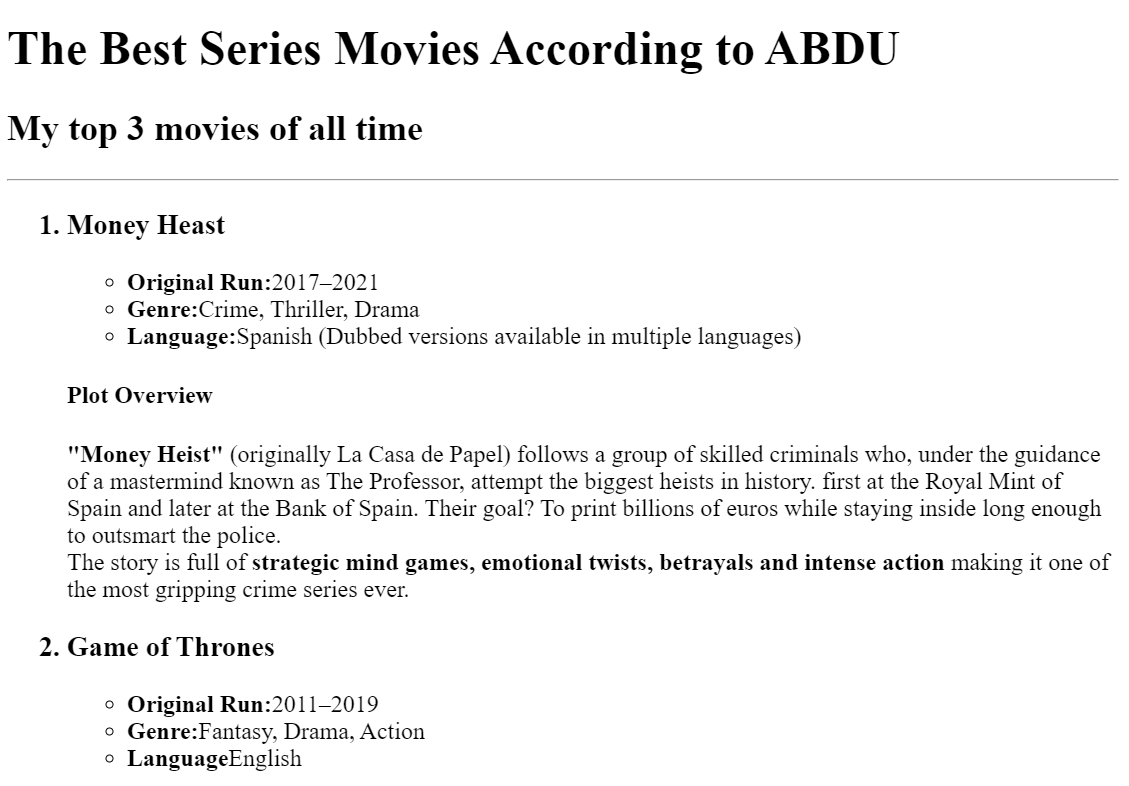 The Best Series Movies According to ABDU
My top 3 movies of all time
1. Money Heast
Original Run:2017–2021
Genre:Crime, Thriller, Drama
Language:Spanish (Dubbed versions available in multiple languages)
Plot Overview
"Money Heist" (originally La Casa de Papel) follows a group of skilled criminals who, under the guidance
of a mastermind known as The Professor, attempt the biggest heists in history. first at the Royal Mint of
Spain and later at the Bank of Spain. Their goal? To print billions of euros while staying inside long enough
to outsmart the police.
The story is full of strategic mind games, emotional twists, betrayals and intense action making it one of
the most gripping crime series ever.
2. Game of Thrones
Original Run:2011–2019
Genre:Fantasy, Drama, Action
LanguageEnglish